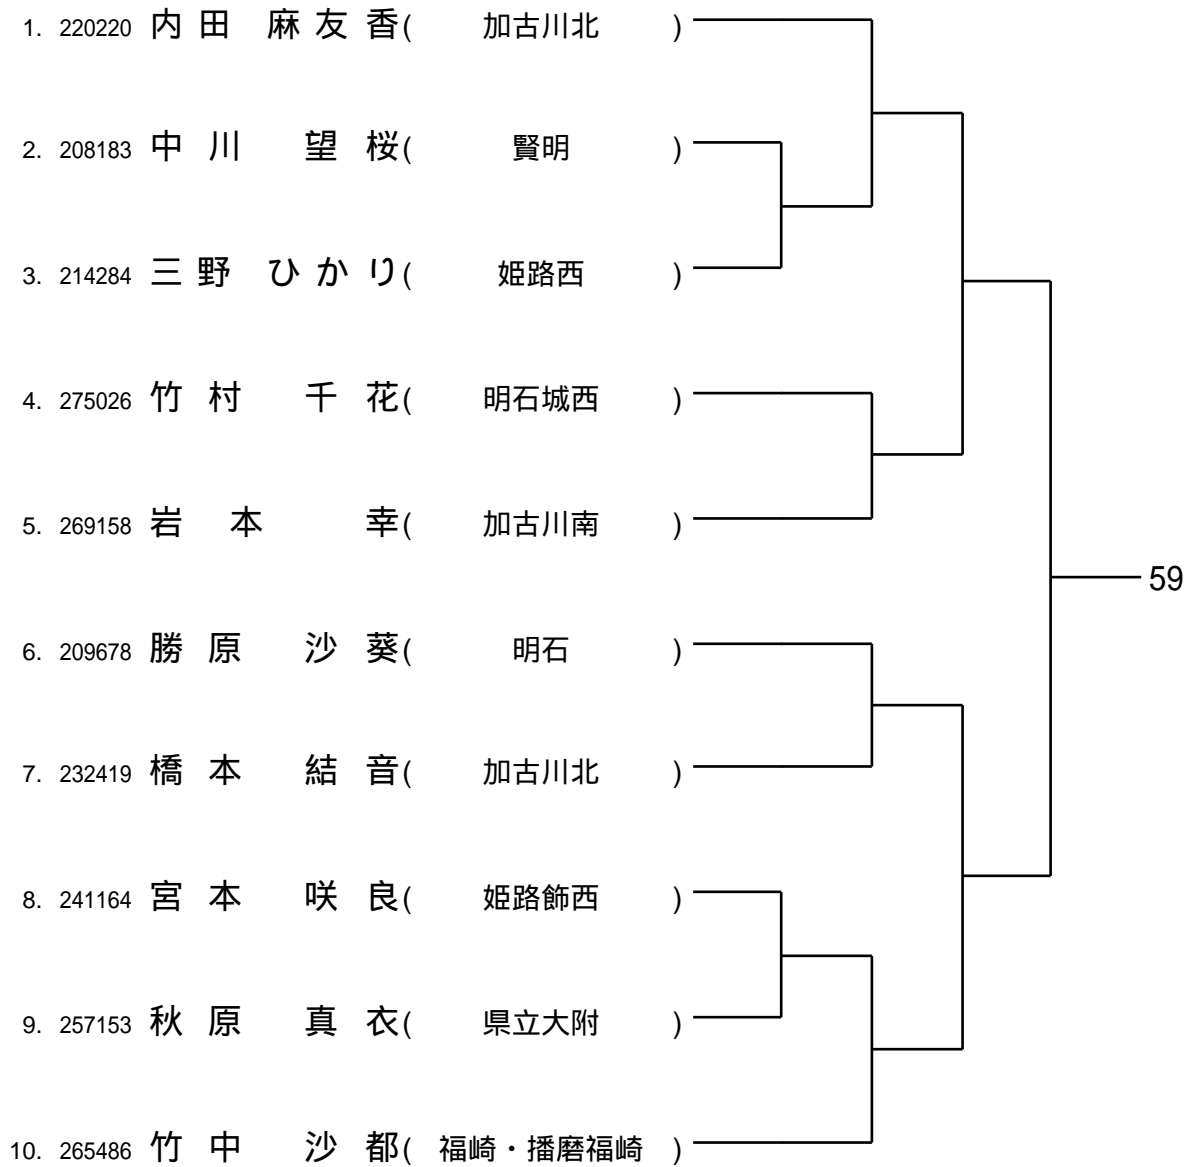 1. 220220 内田 麻友香( 加古川北 )
2. 208183 中川 望桜( 賢明 )
3. 214284 三野 ひかり( 姫路西 )
4. 275026 竹村 千花( 明石城西 )
5. 269158 岩本 幸( 加古川南 )
59
6. 209678 勝原 沙葵( 明石 )
7. 232419 橋本 結音( 加古川北 )
8. 241164 宮本 咲良( 姫路飾西 )
9. 257153 秋原 真衣( 県立大附 )
10. 265486 竹中 沙都( 福崎・播磨福崎 )